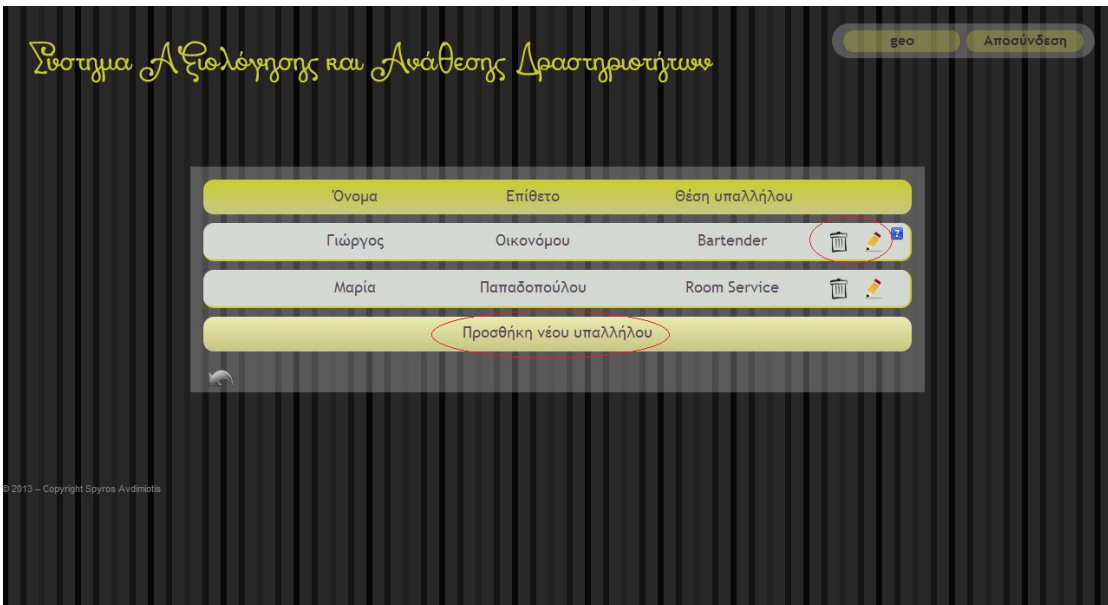 Σύστημα Αξιολόγησης και Ανάθεσης Δραστηριοτήτων
geo Αποσύνδεση
Όνομα Επίθετο Θέση υπαλλήλου
Γιώργος Οικονόμου Bartender ?
Μαρία Παπαδοπούλου Room Service
Προσθήκη νέου υπαλλήλου
© 2013 – Copyright Spyros Avdimiotis